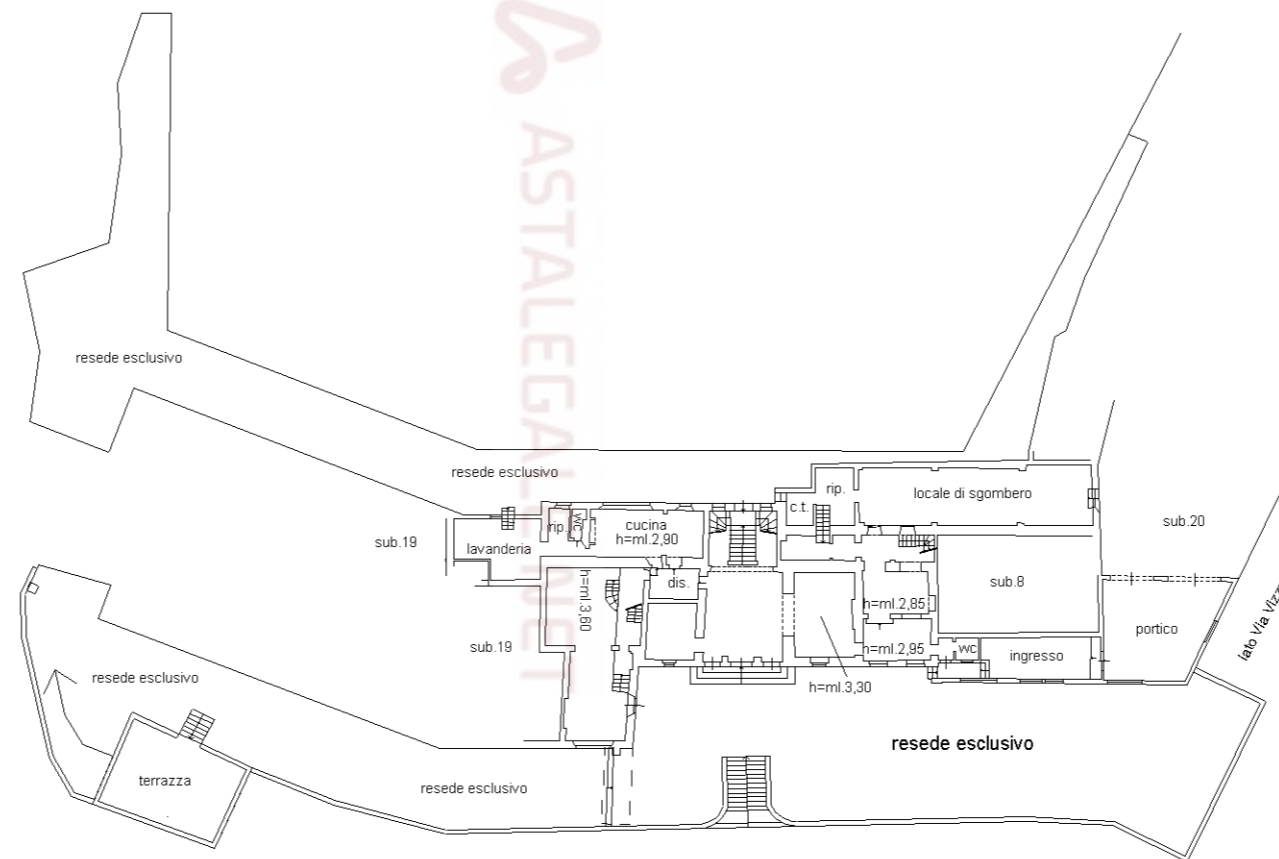 ASTALEGALE.NET
resede esclusivo
resede esclusivo
rip.
locale di sgombero
c.t.
sub.20
rip.
wc
cucina
h=ml.2,90
sub.19
lavanderia
dis.
h=ml.3,60
sub.8
h=ml.2,85
portico
lato Via Vizz
sub.19
h=ml.2,95
wc
ingresso
h=ml.3,30
resede esclusivo
resede esclusivo
terrazza
resede esclusivo